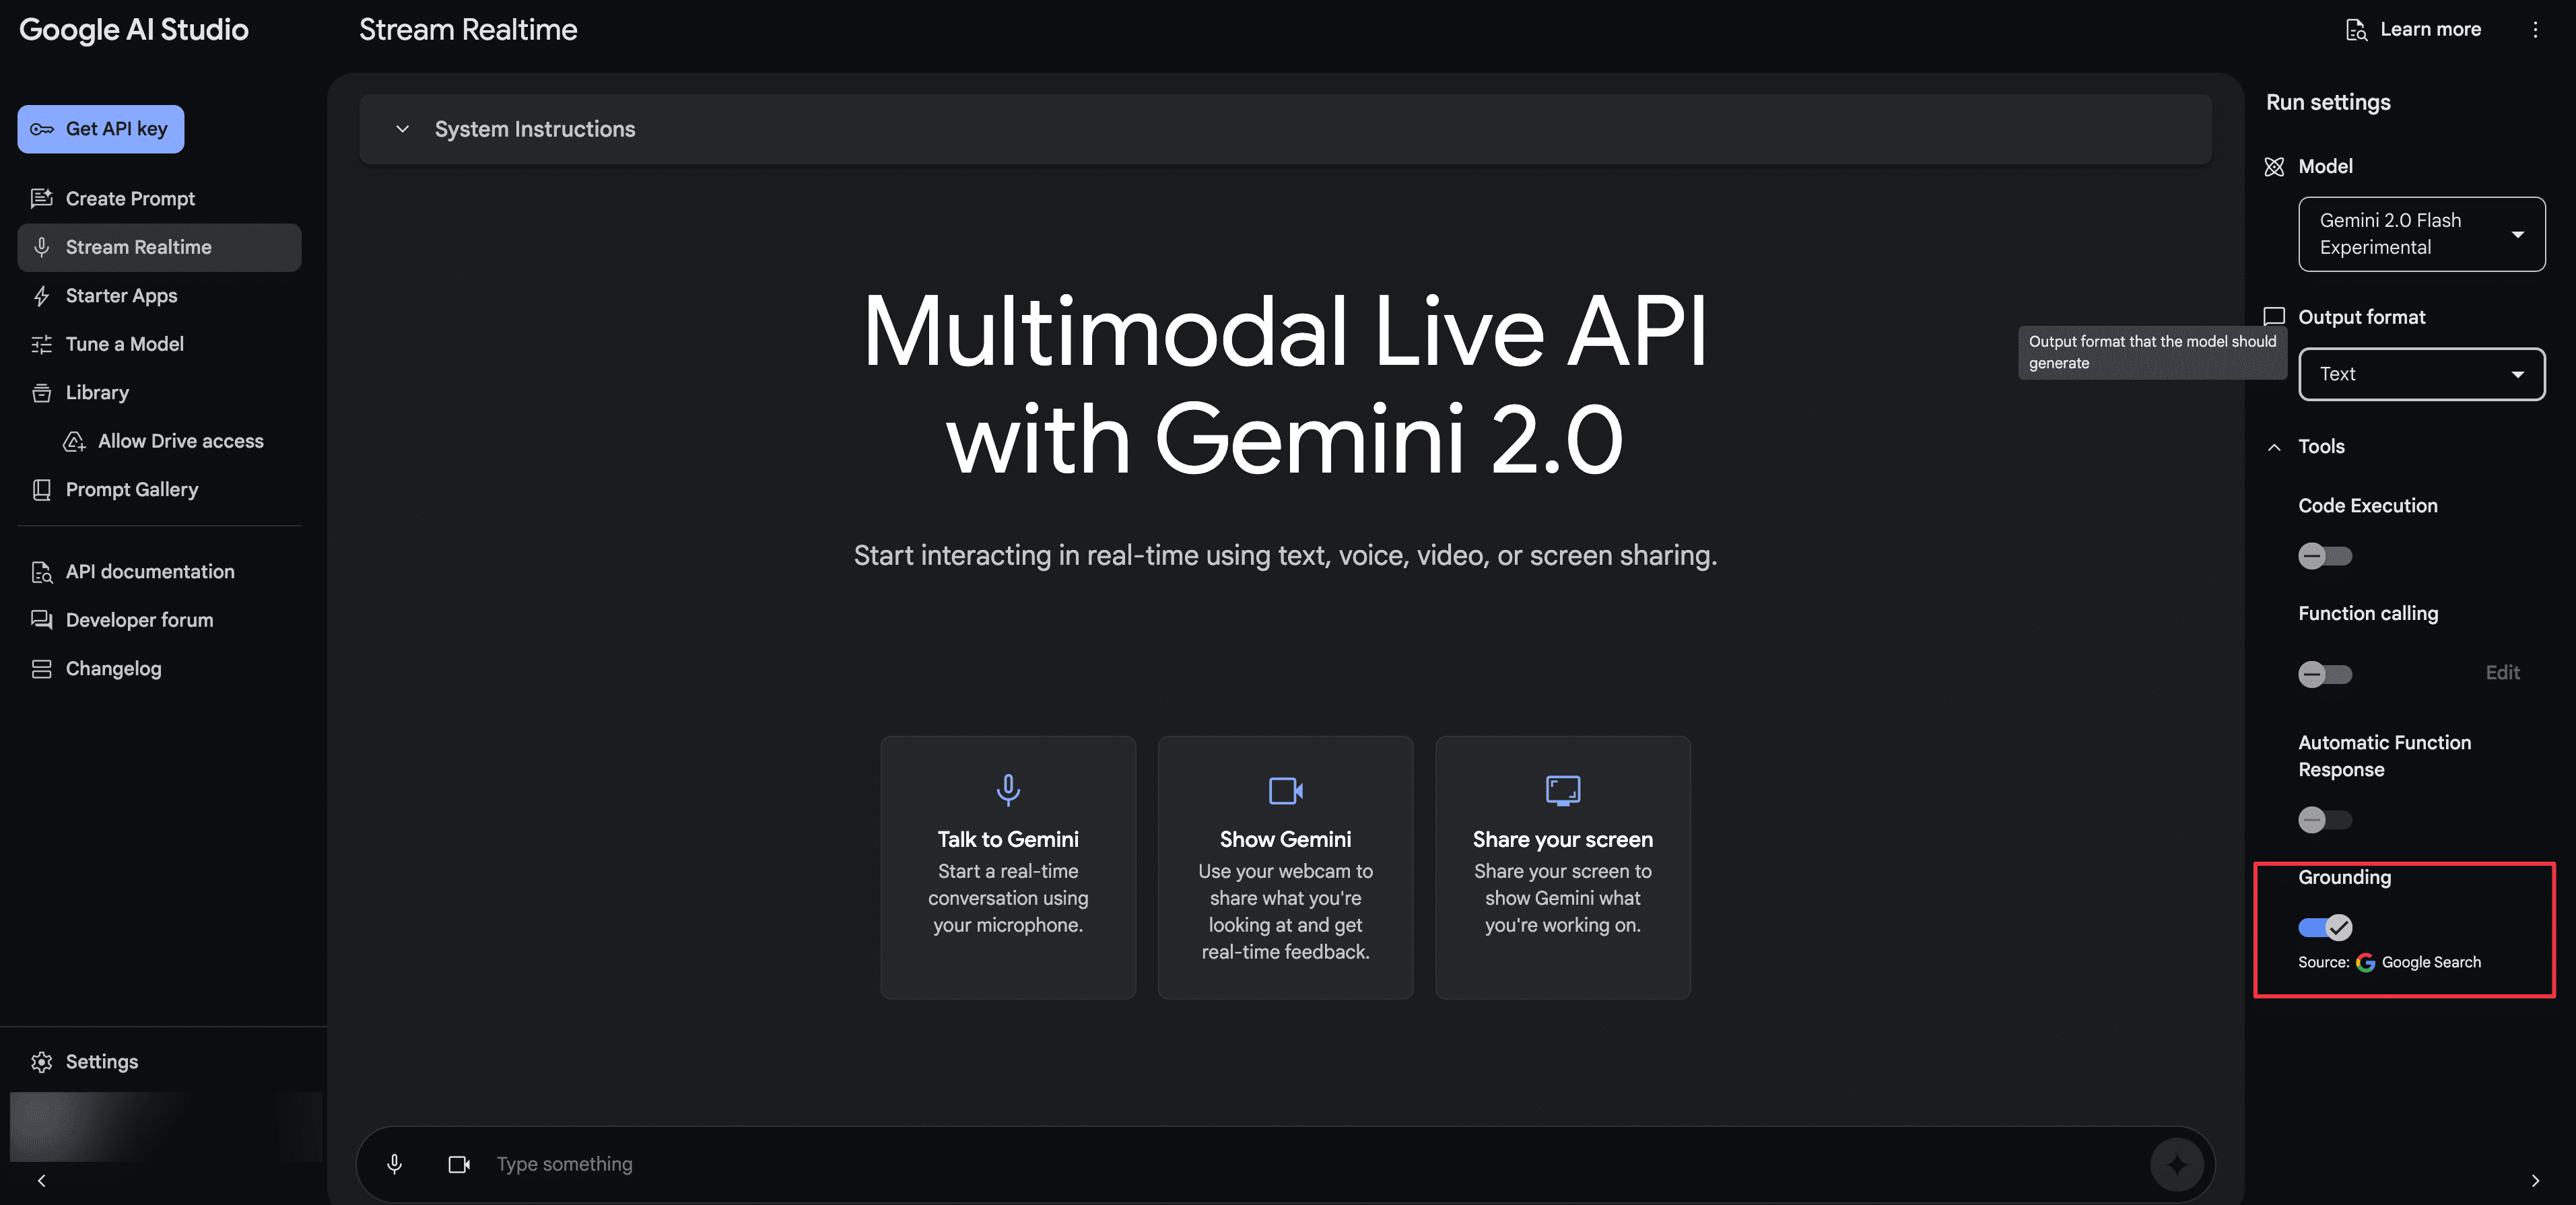 Google AI Studio
Stream Realtime
Learn more
Get API key
Create Prompt
Stream Realtime
Starter Apps
Tune a Model
Library
Allow Drive access
Prompt Gallery
API documentation
Developer forum
Changelog
Settings
System Instructions
Multimodal Live API
with Gemini 2.0
Start interacting in real-time using text, voice, video, or screen sharing.
Talk to Gemini
Start a real-time
conversation using
your microphone.
Show Gemini
Use your webcam to
share what you're
looking at and get
real-time feedback.
Share your screen
Share your screen to
show Gemini what
you're working on.
Type something
Run settings
Model
Gemini 2.0 Flash
Experimental
Output format
Output format that the model should
generate
Text
Tools
Code Execution
Function calling
Edit
Automatic Function
Response
Grounding
Source: Google Search